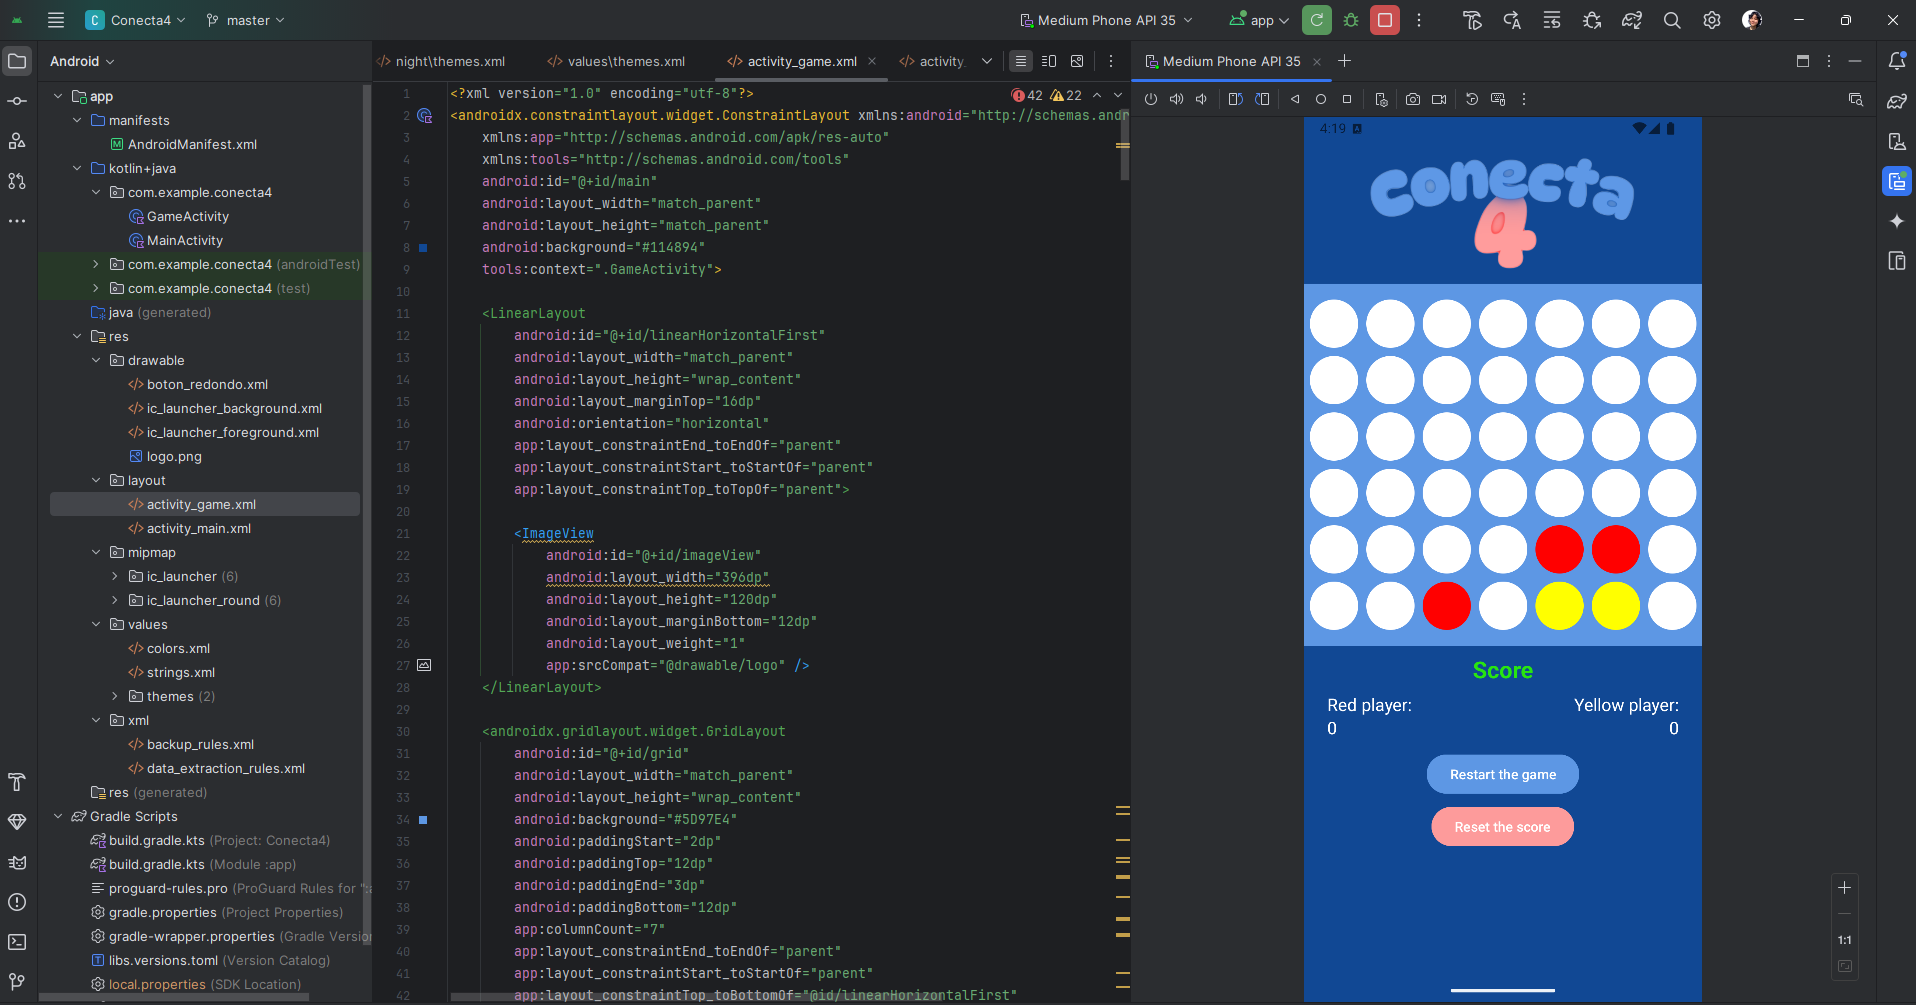 C Conecta4 master Medium Phone API 35 app
Android
night\themes.xml values\themes.xml activity_game.xml activity
Medium Phone API 35
app
manifests
AndroidManifest.xml
kotlin+java
com.example.conecta4
GameActivity
MainActivity
com.example.conecta4 (androidTest)
com.example.conecta4 (test)
java (generated)
res
drawable
boton_redondo.xml
ic_launcher_background.xml
ic_launcher_foreground.xml
logo.png
layout
activity_game.xml
activity_main.xml
mipmap
ic_launcher (6)
ic_launcher_round (6)
values
colors.xml
strings.xml
themes (2)
xml
backup_rules.xml
data_extraction_rules.xml
res (generated)
Gradle Scripts
build.gradle.kts (Project: Conecta4)
build.gradle.kts (Module :app)
proguard-rules.pro (ProGuard Rules for ":a
gradle.properties (Project Properties)
gradle-wrapper.properties (Gradle Version
libs.versions.toml (Version Catalog)
local.properties (SDK Location)
42 22
1 <?xml version="1.0" encoding="utf-8"?>
2 <androidx.constraintlayout.widget.ConstraintLayout xmlns:android="http://schemas.andr
3 xmlns:app="http://schemas.android.com/apk/res-auto"
4 xmlns:tools="http://schemas.android.com/tools"
5 android:id="@+id/main"
6 android:layout_width="match_parent"
7 android:layout_height="match_parent"
8 android:background="#114894"
9 tools:context=".GameActivity">
10
11 <LinearLayout
12 android:id="@+id/linearHorizontalFirst"
13 android:layout_width="match_parent"
14 android:layout_height="wrap_content"
15 android:layout_marginTop="16dp"
16 android:orientation="horizontal"
17 app:layout_constraintEnd_toEndOf="parent"
18 app:layout_constraintStart_toStartOf="parent"
19 app:layout_constraintTop_toTopOf="parent">
20
21 <ImageView
22 android:id="@+id/imageView"
23 android:layout_width="396dp"
24 android:layout_height="120dp"
25 android:layout_marginBottom="12dp"
26 android:layout_weight="1"
27 app:srcCompat="@drawable/logo" />
28 </LinearLayout>
29
30 <androidx.gridlayout.widget.GridLayout
31 android:id="@+id/grid"
32 android:layout_width="match_parent"
33 android:layout_height="wrap_content"
34 android:background="#5D97E4"
35 android:paddingStart="2dp"
36 android:paddingTop="12dp"
37 android:paddingEnd="3dp"
38 android:paddingBottom="12dp"
39 app:columnCount="7"
40 app:layout_constraintEnd_toEndOf="parent"
41 app:layout_constraintStart_toStartOf="parent"
42 app:layout_constraintTop_toBottomOf="@id/linearHorizontalFirst"
4:19
conecta
4
Score
Red player: Yellow player:
0 0
Restart the game
Reset the score
1:1